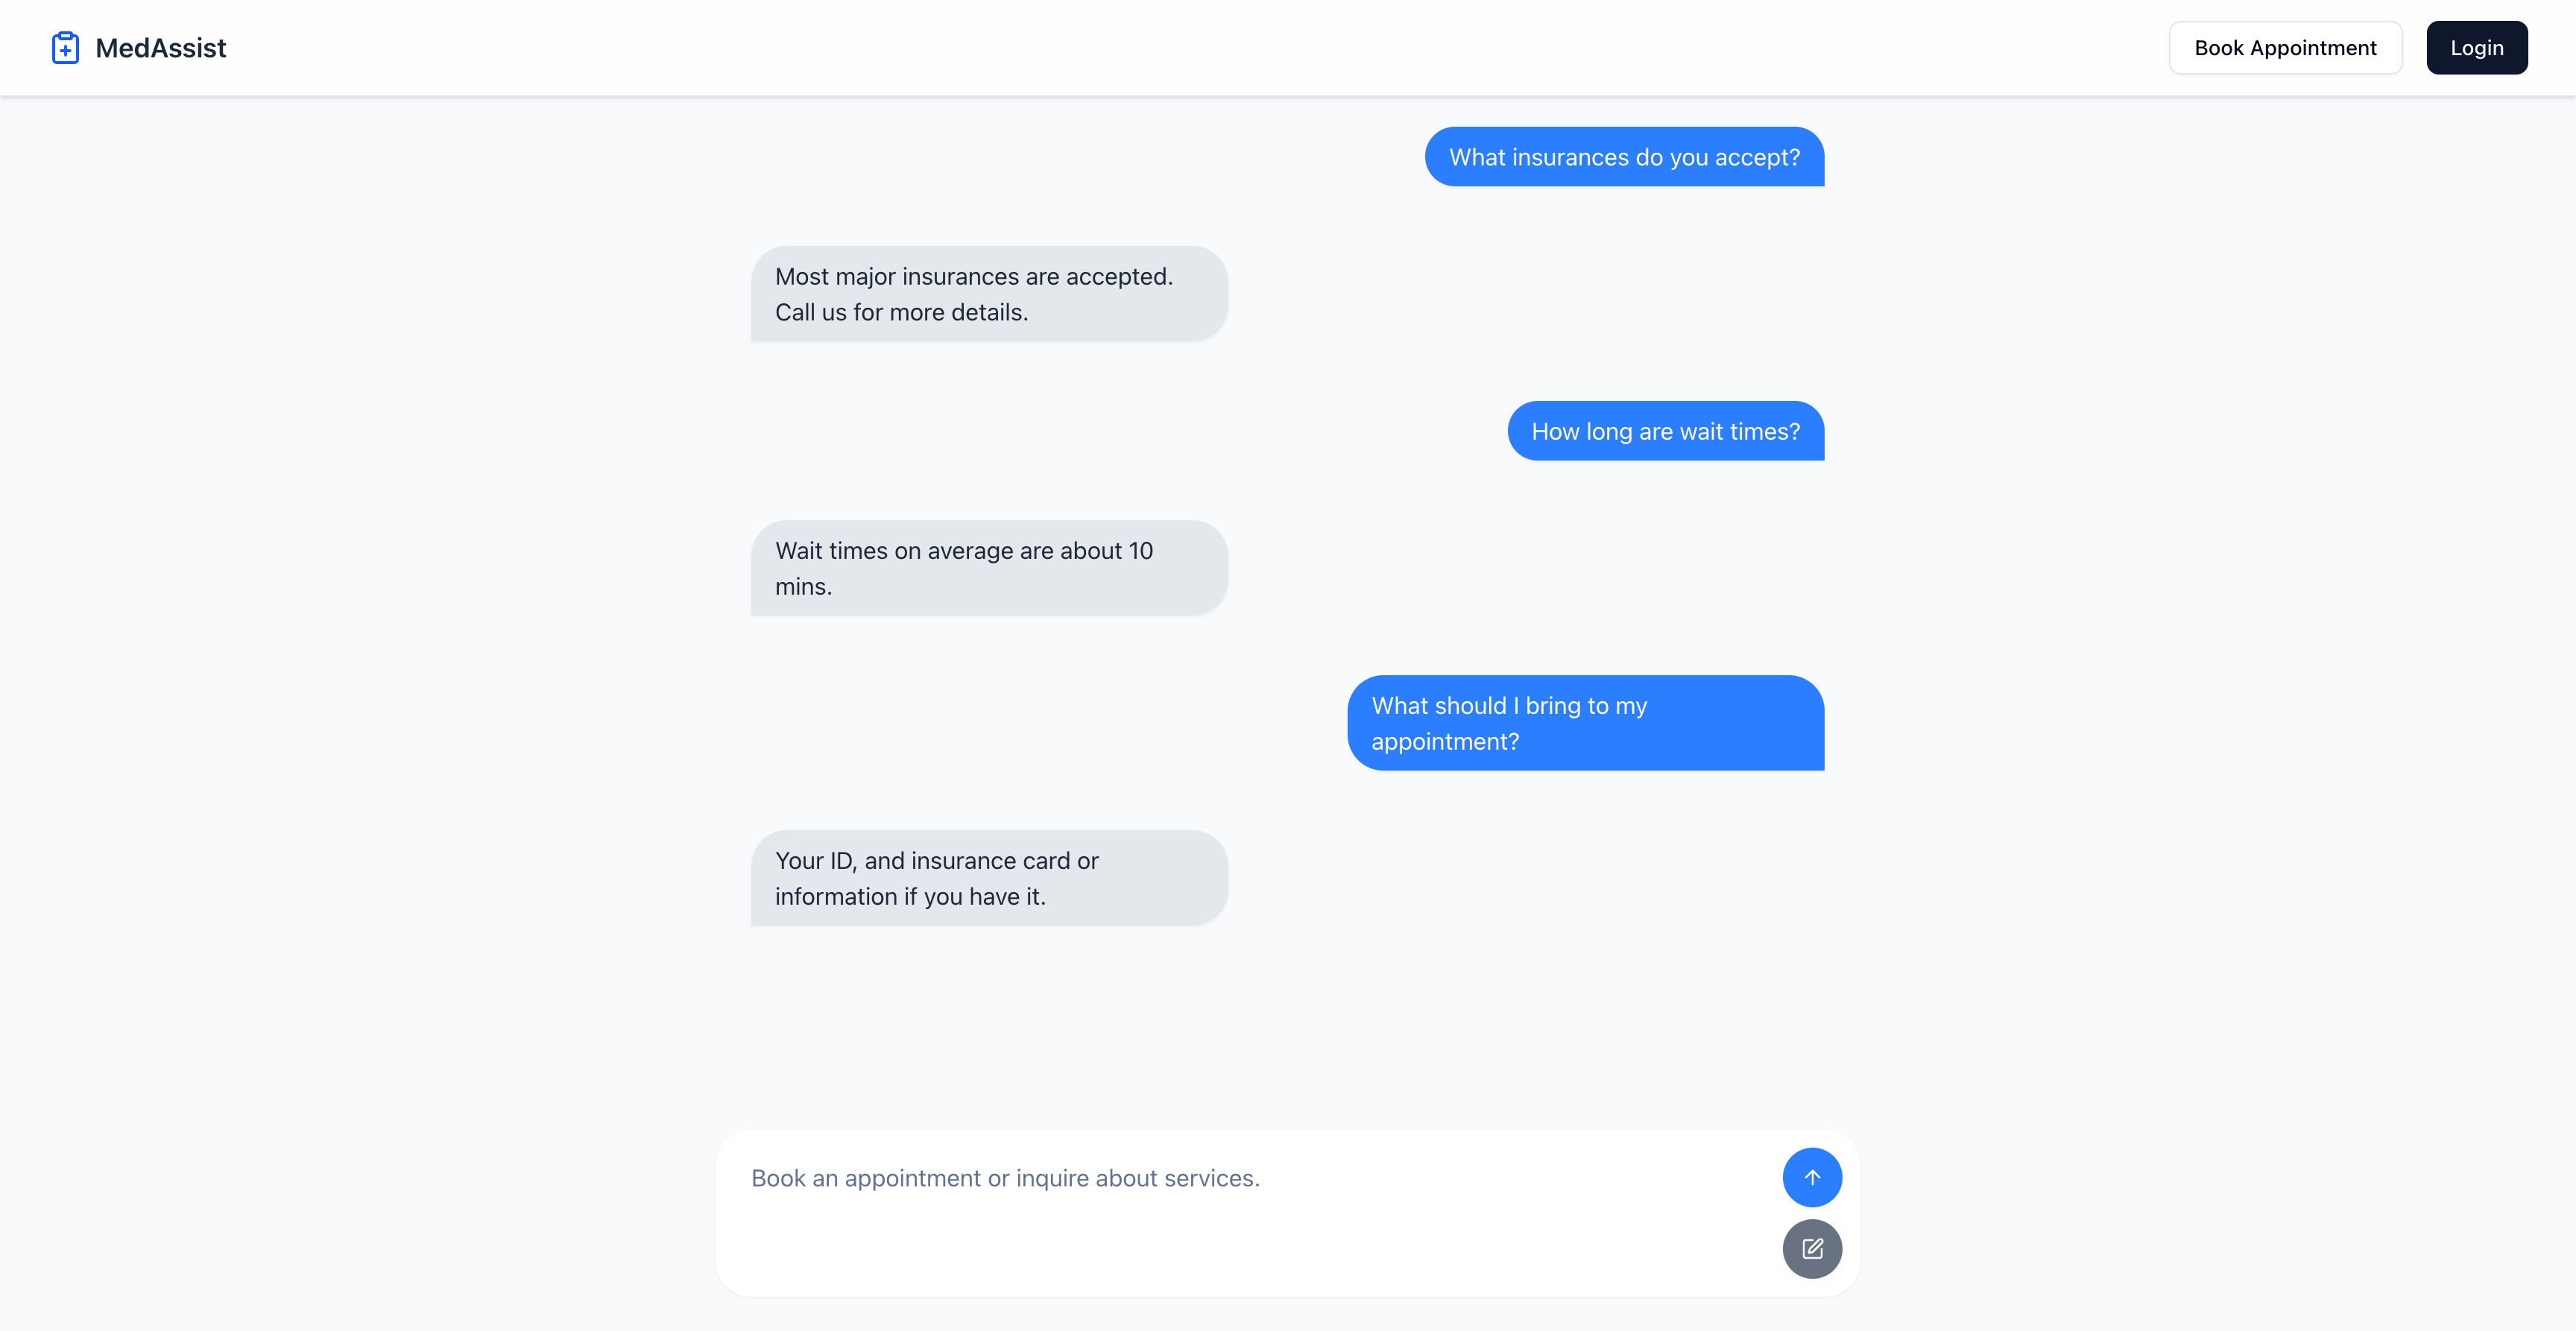 MedAssist
Book Appointment
Login
What insurances do you accept?
Most major insurances are accepted.
Call us for more details.
How long are wait times?
Wait times on average are about 10
mins.
What should I bring to my
appointment?
Your ID, and insurance card or
information if you have it.
Book an appointment or inquire about services.